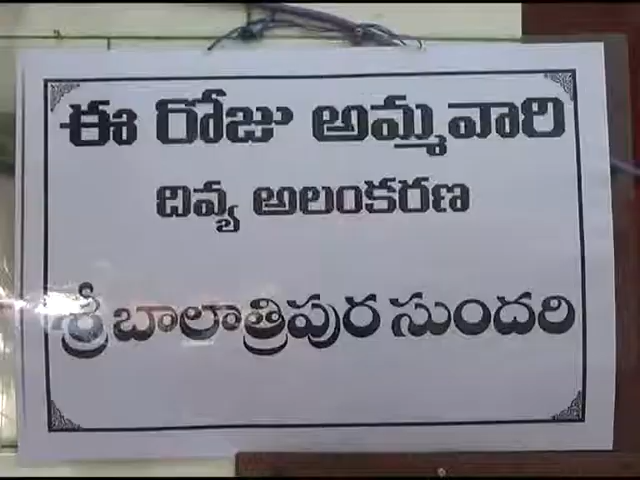 ఈ రోజు అమ్మవారి
దివ్య అలంకరణ
శ్రీ బాలాత్రిపుర సుందరి